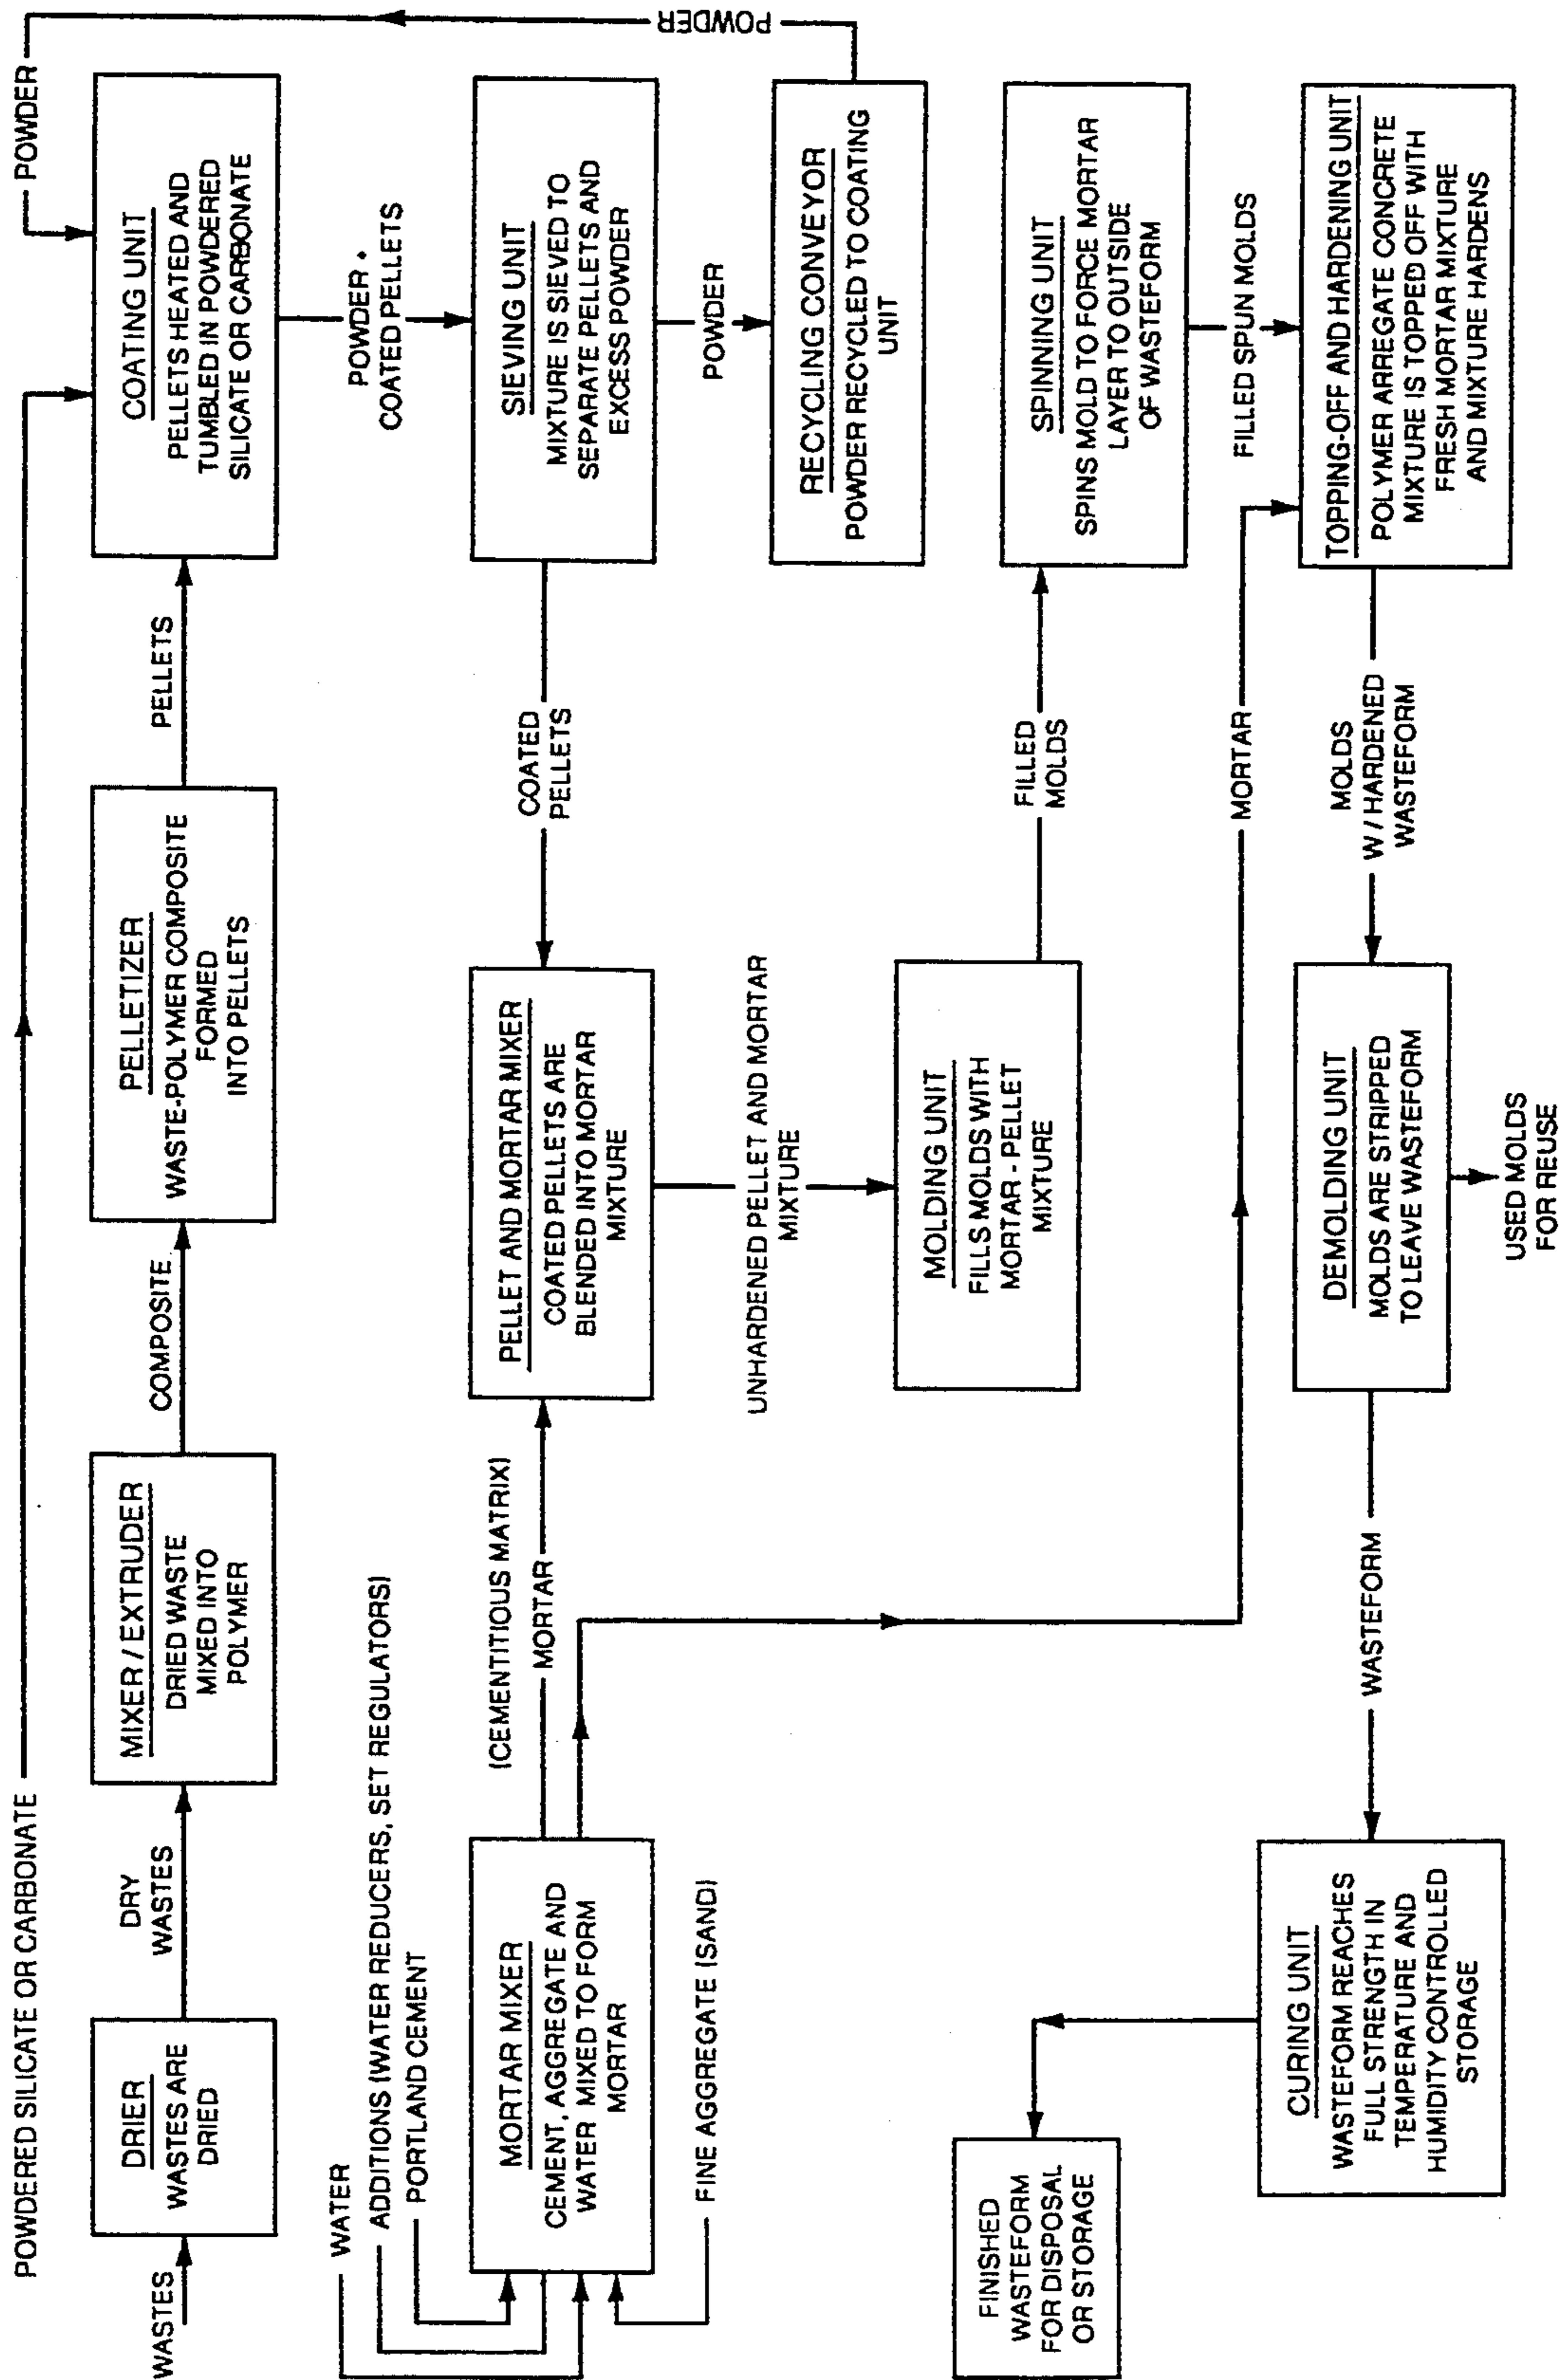 POWDERED SILICATE OR CARBONATE
POWDER
WASTES
DRIER
WASTES ARE
DRIED
DRY
WASTES
MIXER / EXTRUDER
DRIED WASTE
MIXED INTO
POLYMER
COMPOSITE
PELLETIZER
WASTE-POLYMER COMPOSITE
FORMED
INTO PELLETS
PELLETS
COATING UNIT
PELLETS HEATED AND
TUMBLED IN POWDERED
SILICATE OR CARBONATE
POWDER +
COATED PELLETS
POWDER
WATER
ADDITIONS (WATER REDUCERS, SET REGULATORS)
PORTLAND CEMENT
MORTAR MIXER
CEMENT, AGGREGATE AND
WATER MIXED TO FORM
MORTAR
FINE AGGREGATE (SAND)
(CEMENTITIOUS MATRIX)
MORTAR
PELLET AND MORTAR MIXER
COATED PELLETS ARE
BLENDED INTO MORTAR
MIXTURE
COATED
PELLETS
SIEVING UNIT
MIXTURE IS SIEVED TO
SEPARATE PELLETS AND
EXCESS POWDER
POWDER
RECYCLING CONVEYOR
POWDER RECYCLED TO COATING
UNIT
UNHARDENED PELLET AND MORTAR
MIXTURE
MOLDING UNIT
FILLS MOLDS WITH
MORTAR - PELLET
MIXTURE
FILLED
MOLDS
SPINNING UNIT
SPINS MOLD TO FORCE MORTAR
LAYER TO OUTSIDE
OF WASTEFORM
FILLED SPUN MOLDS
MORTAR
TOPPING-OFF AND HARDENING UNIT
POLYMER ARREGATE CONCRETE
MIXTURE IS TOPPED OFF WITH
FRESH MORTAR MIXTURE
AND MIXTURE HARDENS
MOLDS
W / HARDENED
WASTEFORM
DEMOLDING UNIT
MOLDS ARE STRIPPED
TO LEAVE WASTEFORM
USED MOLDS
FOR REUSE
WASTEFORM
CURING UNIT
WASTEFORM REACHES
FULL STRENGTH IN
TEMPERATURE AND
HUMIDITY CONTROLLED
STORAGE
FINISHED
WASTEFORM
FOR DISPOSAL
OR STORAGE